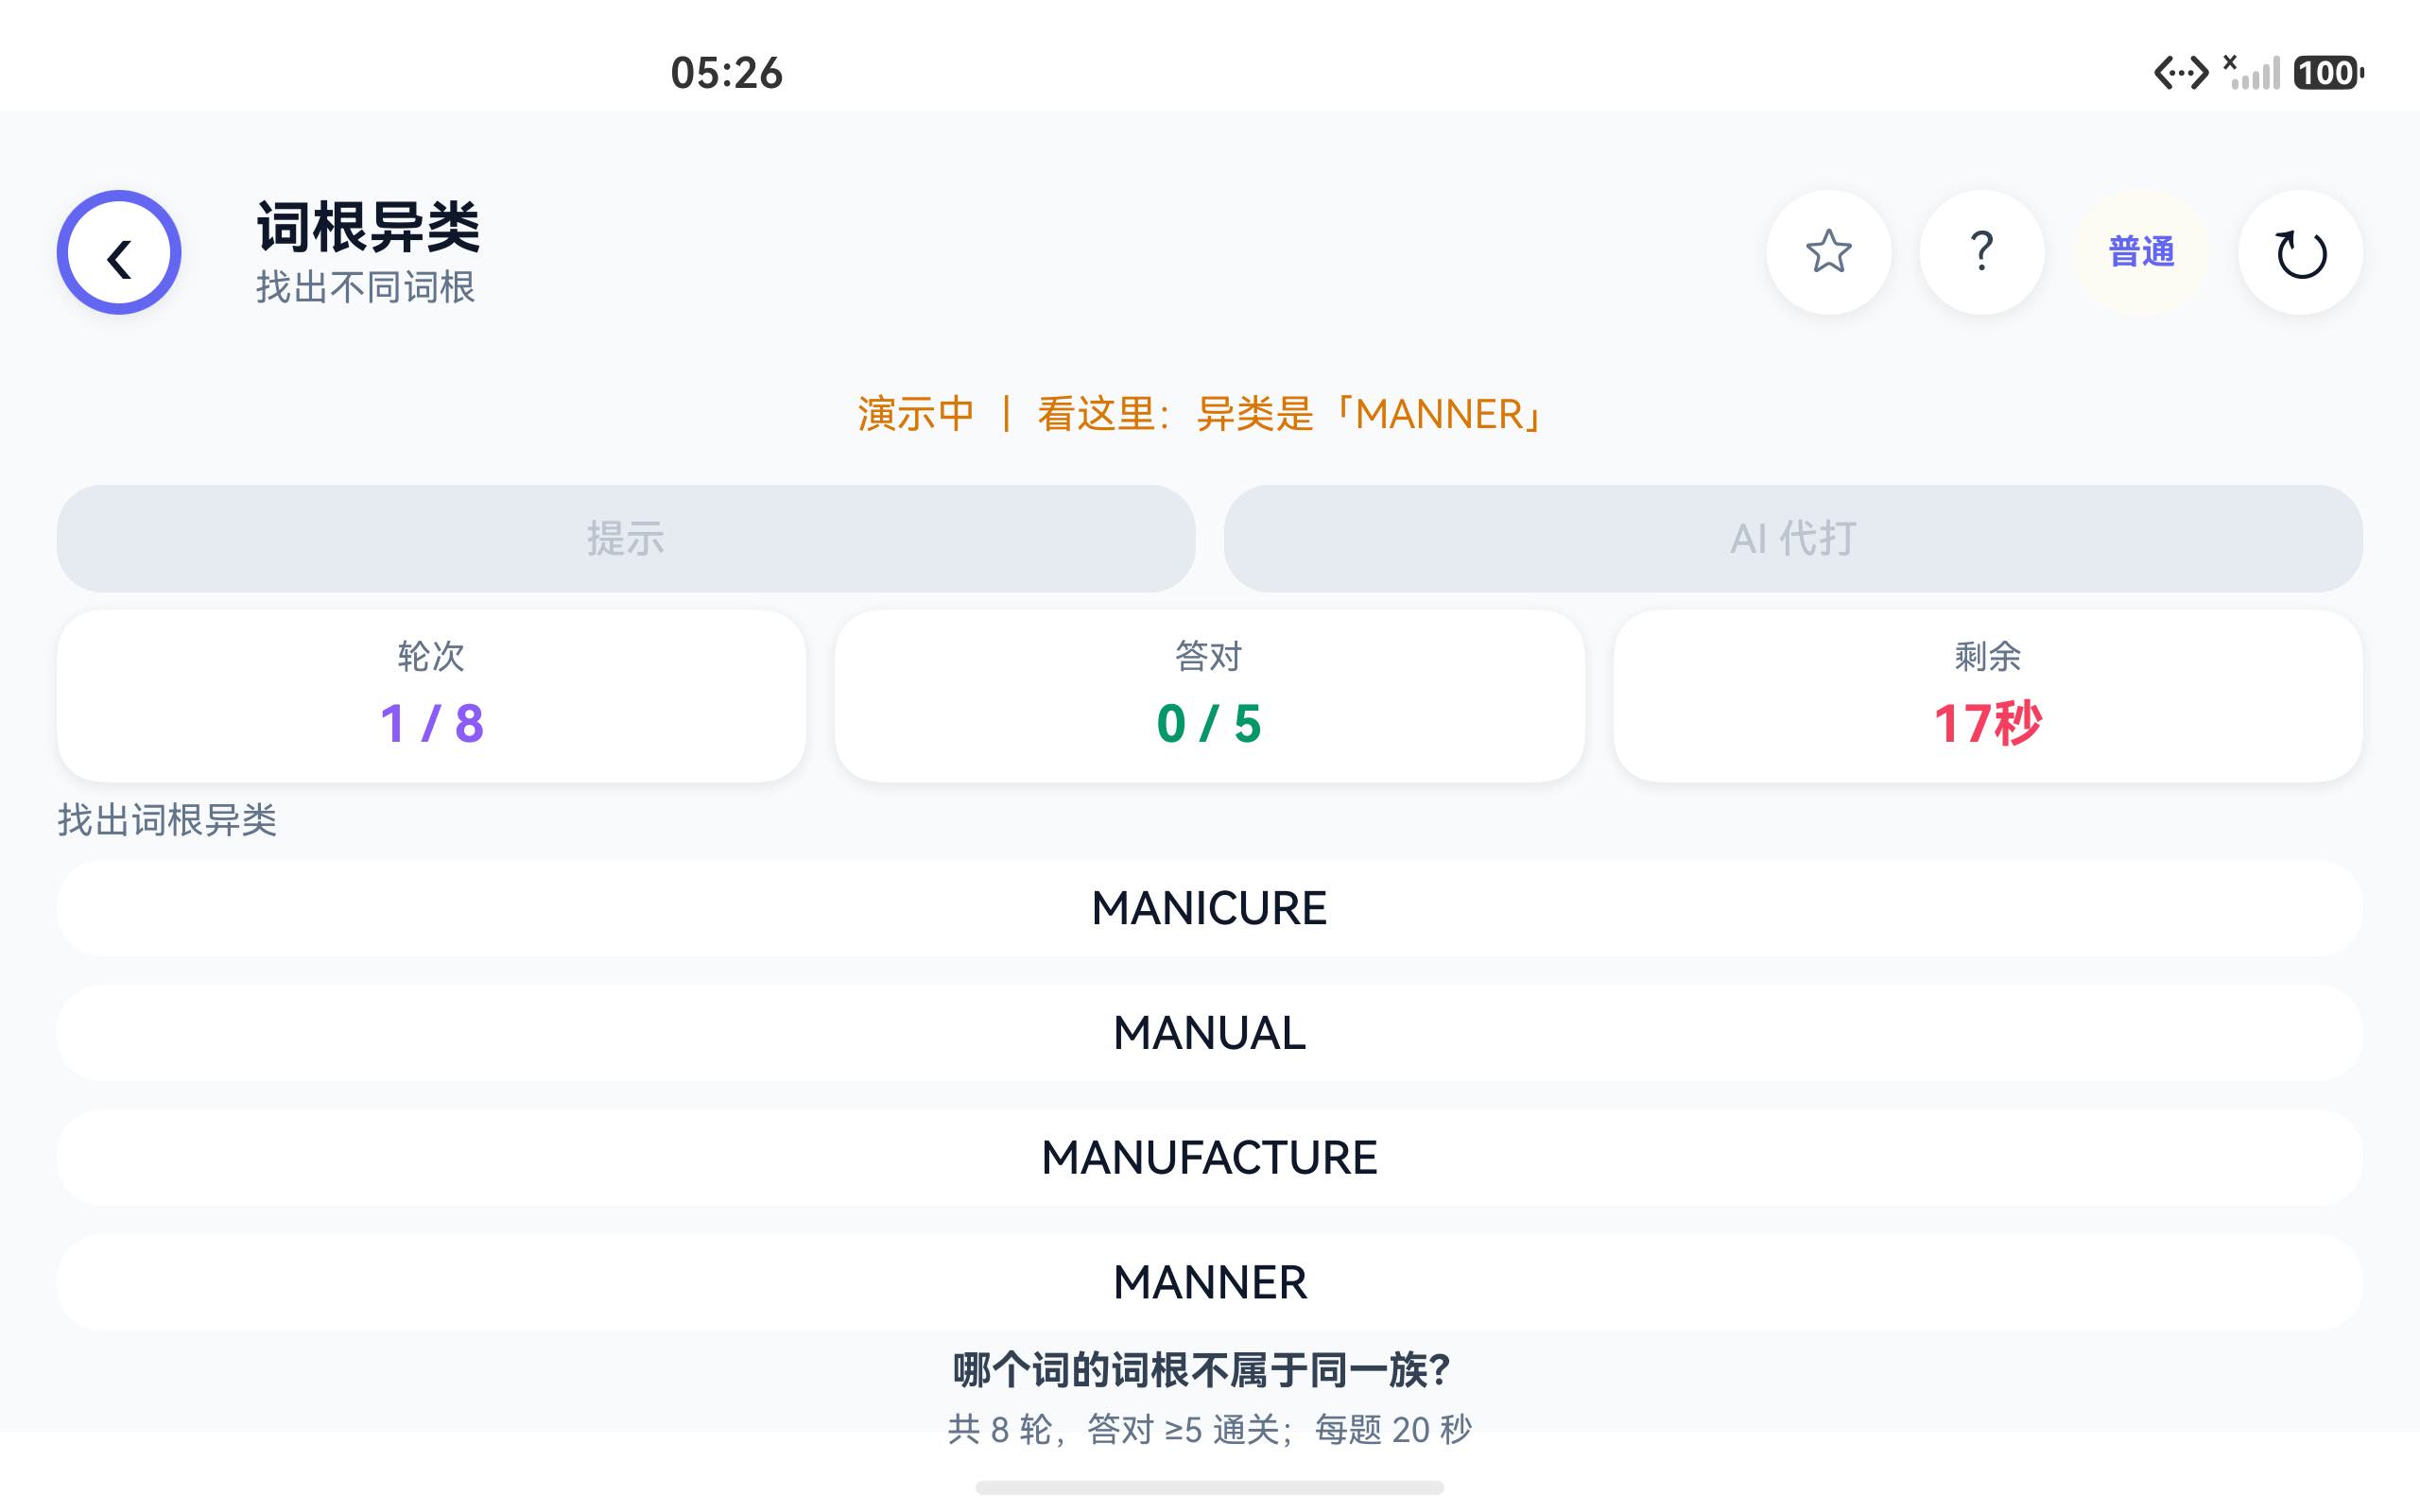 05:26
100
词根异类
找出不同词根
?
普通
演示中 | 看这里：异类是「MANNER」
提示
AI 代打
轮次
答对
剩余
1 / 8
0 / 5
17秒
找出词根异类
MANICURE
MANUAL
MANUFACTURE
MANNER
哪个词的词根不属于同一族？
共 8 轮，答对 ≥5 通关；每题 20 秒